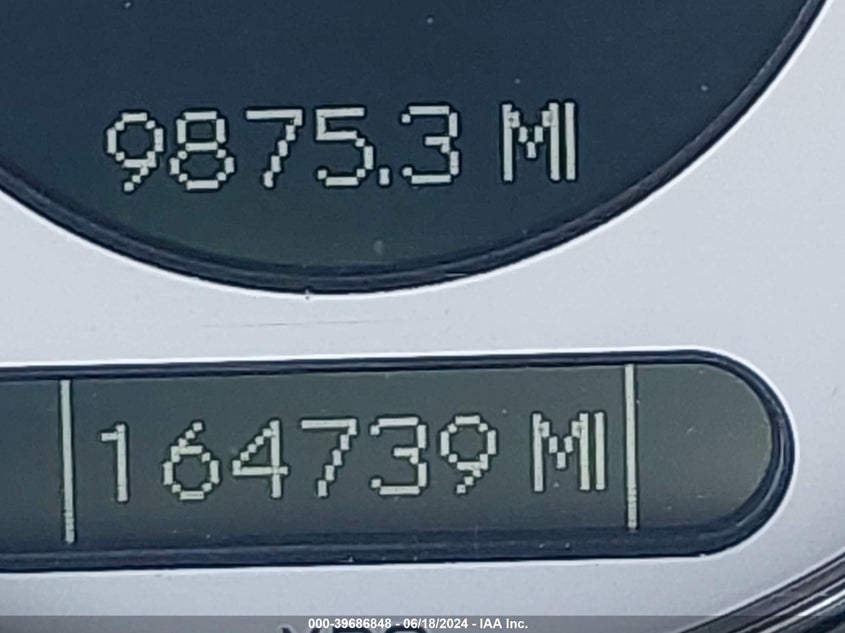 9875.3 MI
164739 MI
000-39686848 - 06/18/2024 - IAA Inc.